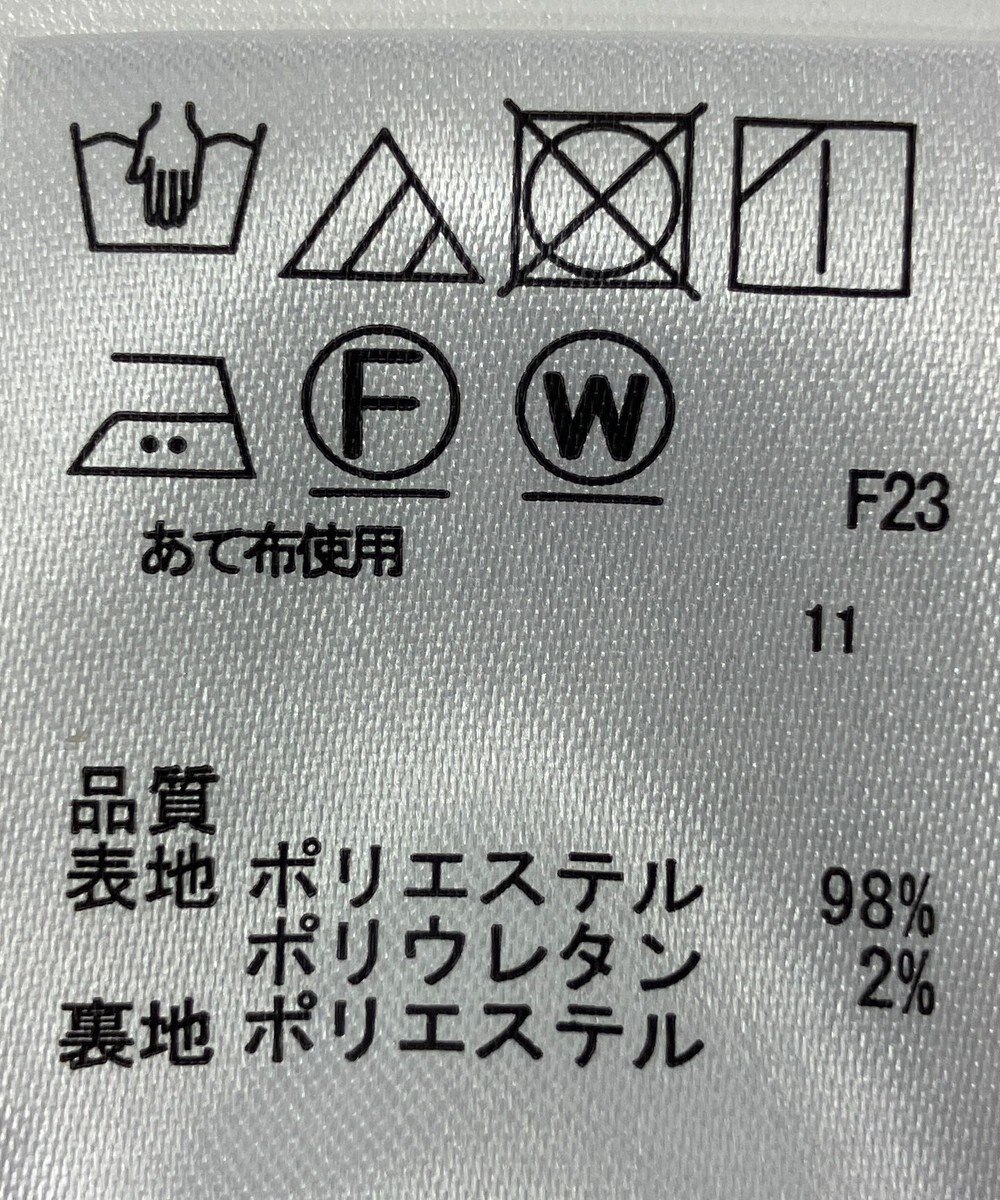 F W
F23
あて布使用
11
品質
表地 ポリエステル 98%
ポリウレタン 2%
裏地 ポリエステル